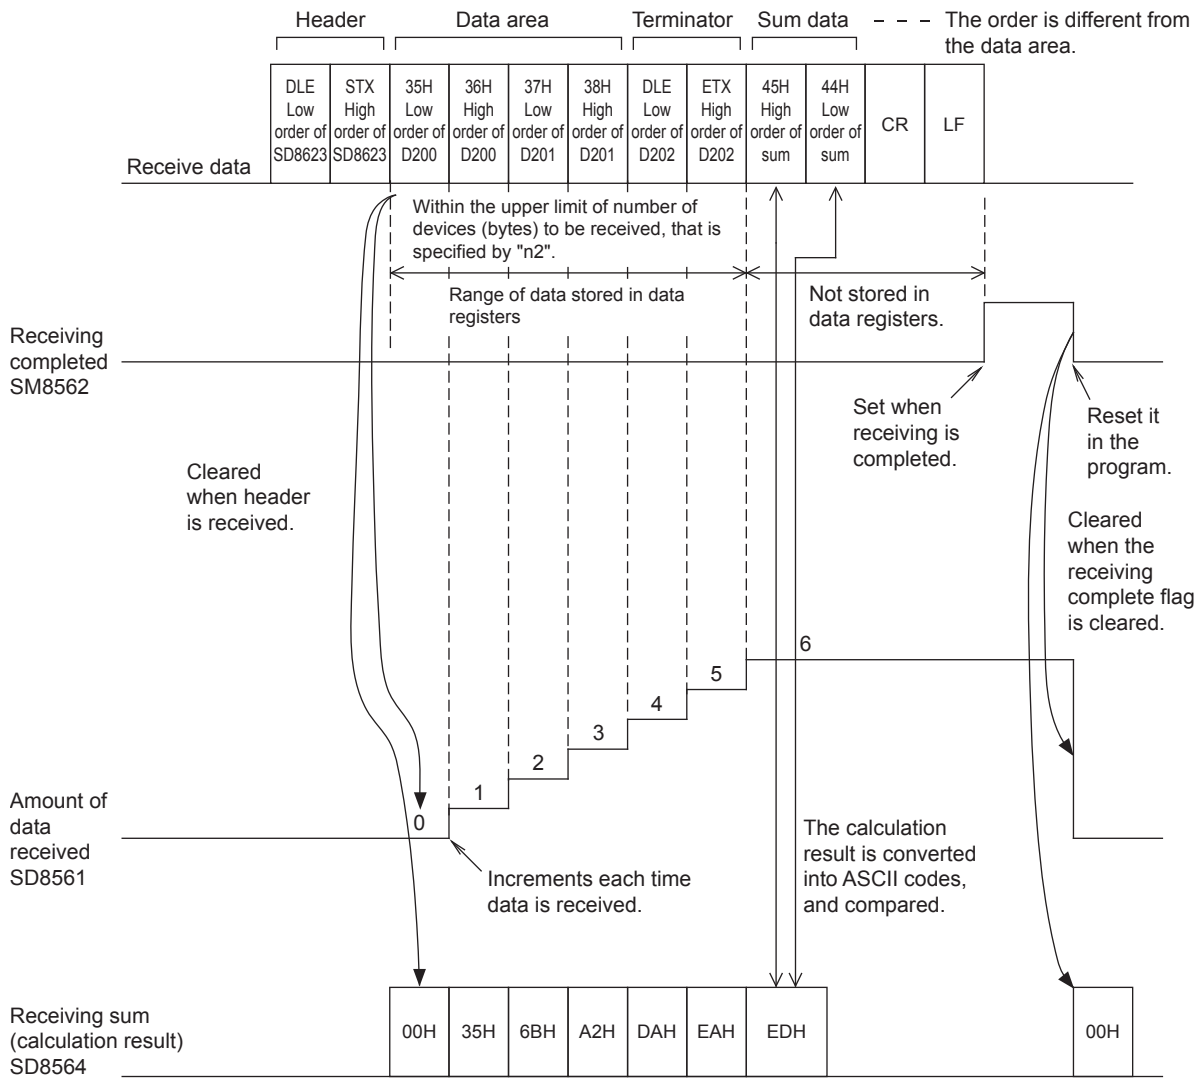 Header
Data area
Terminator
Sum data
The order is different from
the data area.
Receive data
DLE
Low
order of
SD8623
STX
High
order of
SD8623
35H
Low
order of
D200
36H
High
order of
D200
37H
Low
order of
D201
38H
High
order of
D201
DLE
Low
order of
D202
ETX
High
order of
D202
45H
High
order of
sum
44H
Low
order of
sum
CR
LF
Within the upper limit of number of
devices (bytes) to be received, that is
specified by "n2".
Range of data stored in data
registers
Not stored in
data registers.
Receiving
completed
SM8562
Set when
receiving is
completed.
Reset it
in the
program.
Cleared
when header
is received.
Cleared
when the
receiving
complete flag
is cleared.
Amount of
data
received
SD8561
0
1
2
3
4
5
6
Increments each time
data is received.
The calculation
result is converted
into ASCII codes,
and compared.
Receiving sum
(calculation result)
SD8564
00H
35H
6BH
A2H
DAH
EAH
EDH
00H